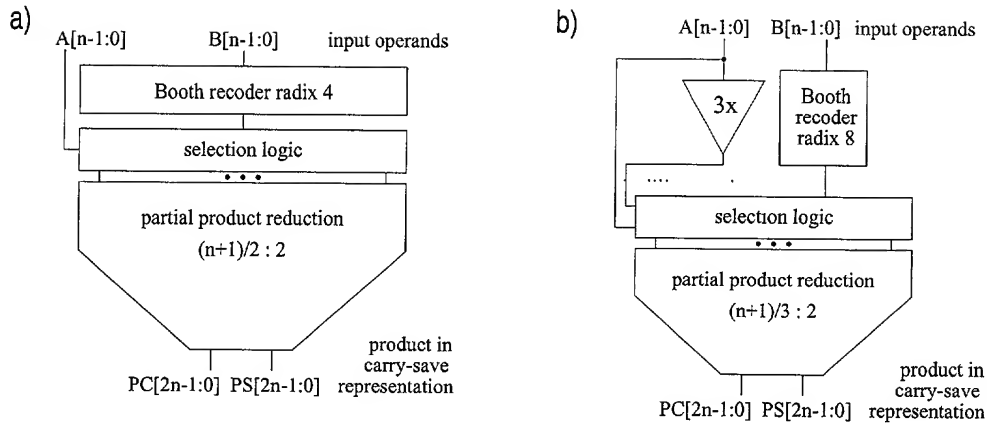 a)
A[n-1:0] B[n-1:0] input operands
Booth recoder radix 4
selection logic
partial product reduction
(n+1)/2 : 2
product in
carry-save
representation
PC[2n-1:0] PS[2n-1:0]
b)
A[n-1:0] B[n-1:0] input operands
3x
Booth
recoder
radix 8
selection logic
partial product reduction
(n+1)/3 : 2
product in
carry-save
representation
PC[2n-1:0] PS[2n-1:0]